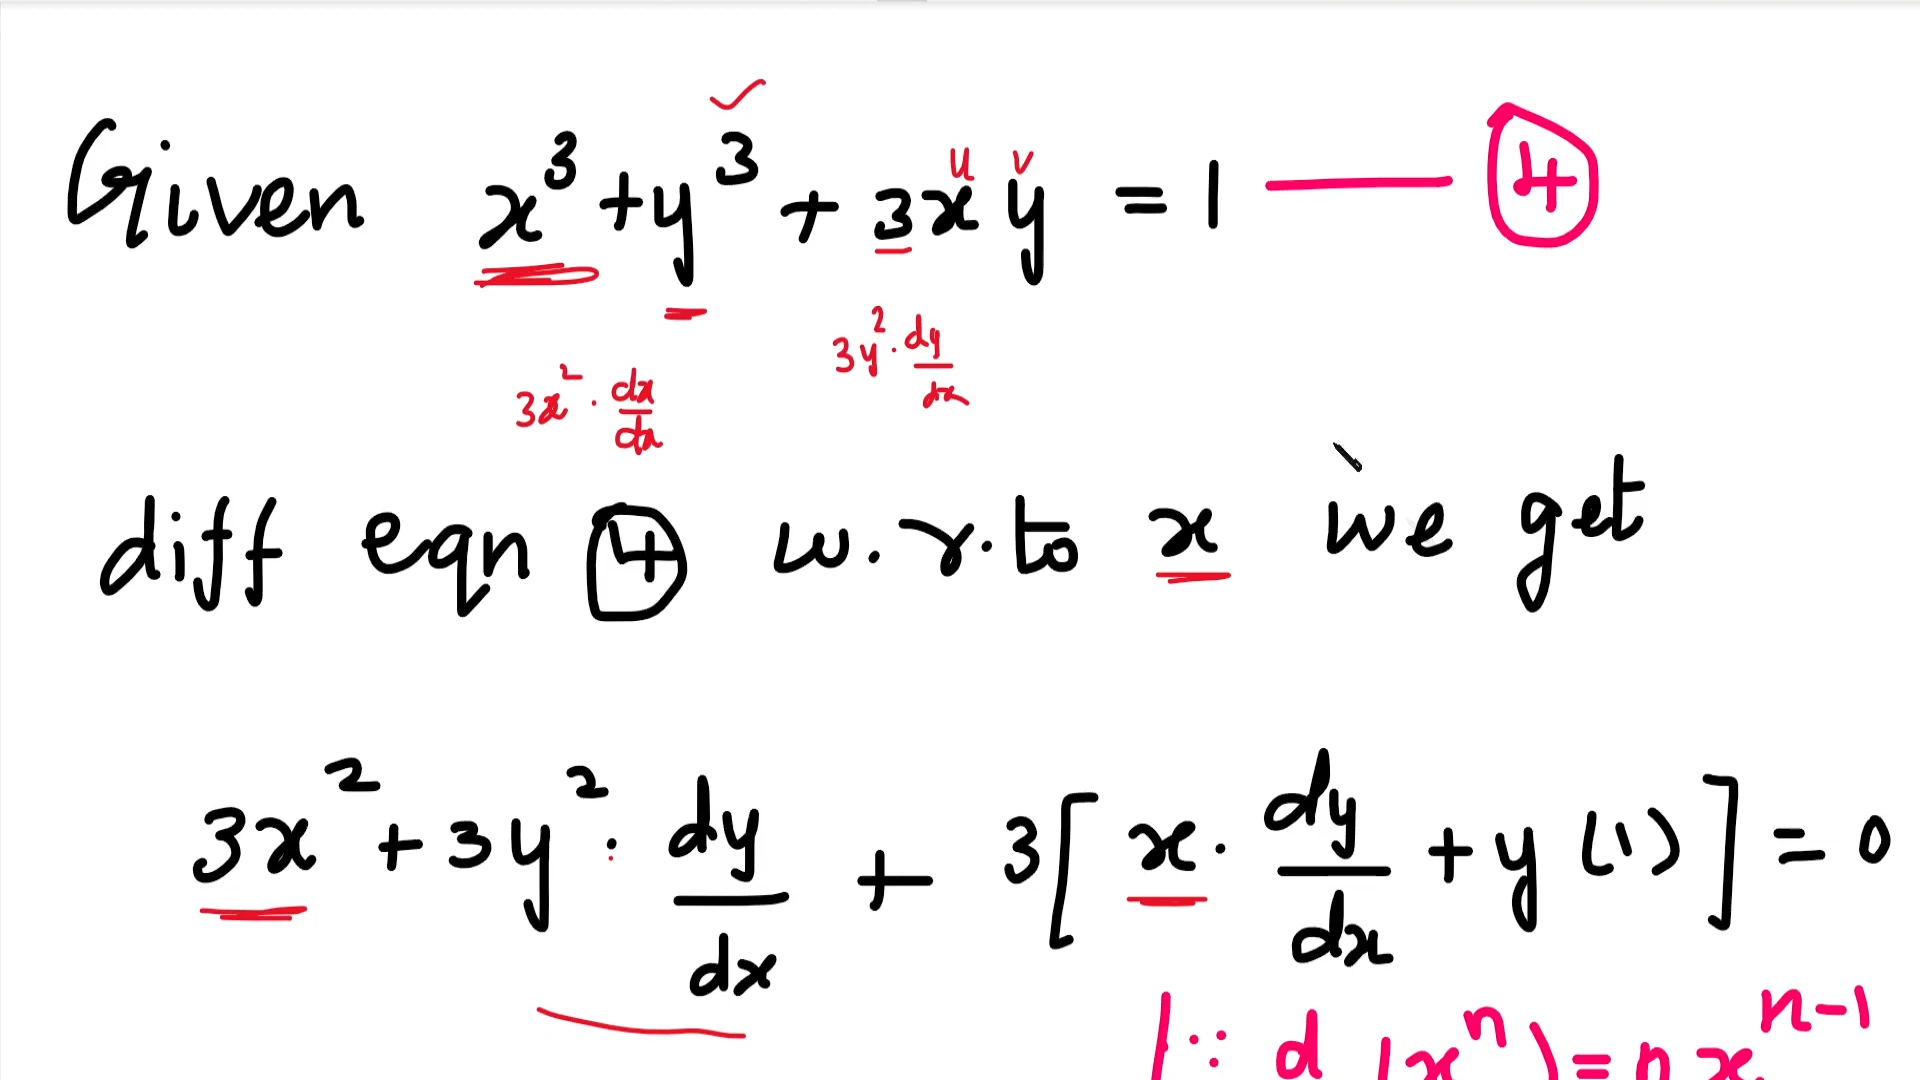 Given x³ + y³ + 3xy = 1 — ④
u v
3x² · dx/dx
3y² · dy/dx
diff eqn ④ w.r.to x we get
3x² + 3y² · dy/dx + 3[x · dy/dx + y(1)] = 0
(∵ d (xⁿ) = n xⁿ⁻¹